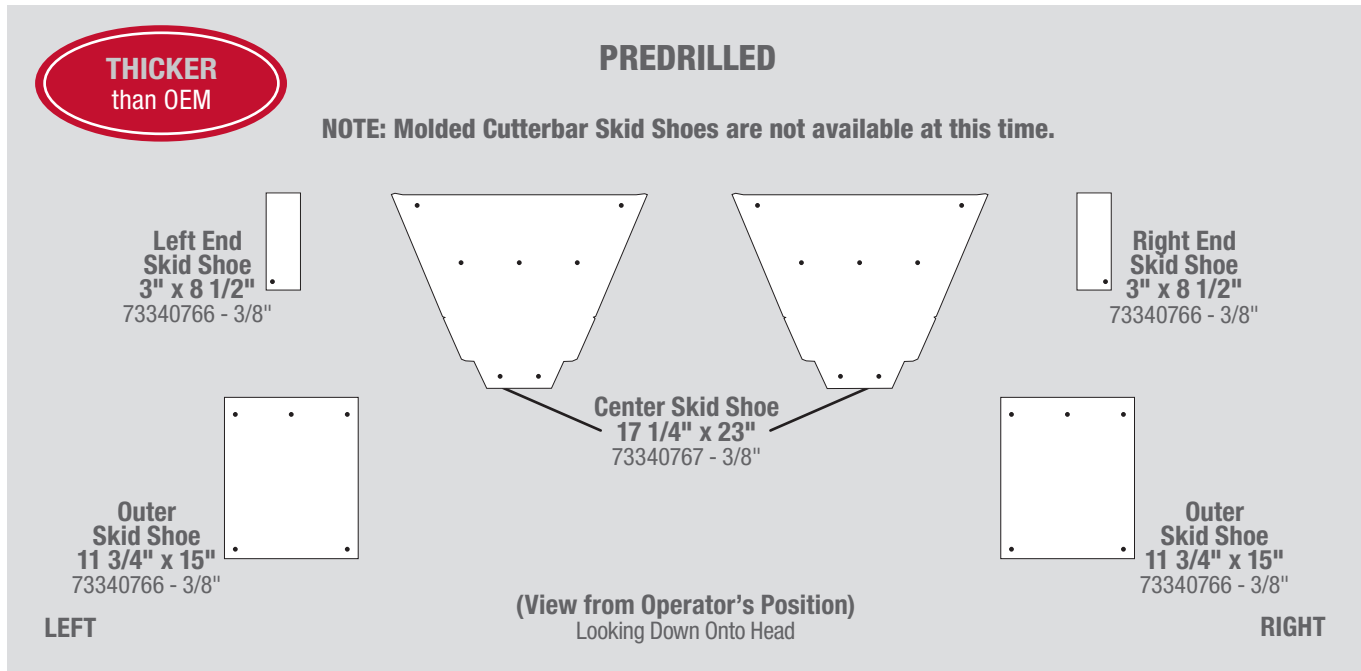 THICKER
than OEM
PREDRILLED
NOTE: Molded Cutterbar Skid Shoes are not available at this time.
Left End
Skid Shoe
3" x 8 1/2"
73340766 - 3/8"
Right End
Skid Shoe
3" x 8 1/2"
73340766 - 3/8"
Center Skid Shoe
17 1/4" x 23"
73340767 - 3/8"
Outer
Skid Shoe
11 3/4" x 15"
73340766 - 3/8"
Outer
Skid Shoe
11 3/4" x 15"
73340766 - 3/8"
(View from Operator’s Position)
Looking Down Onto Head
LEFT
RIGHT